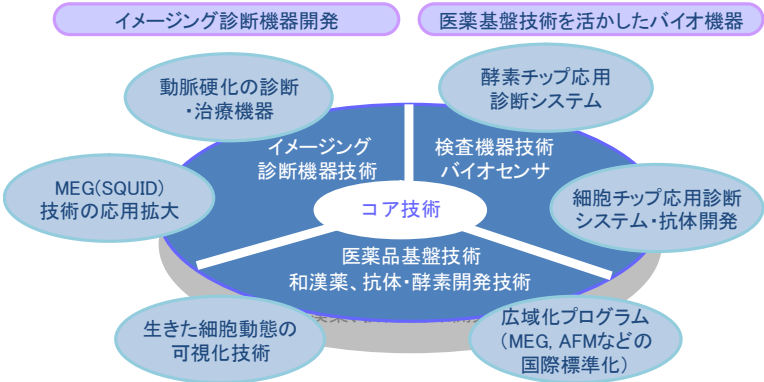 イメージング診断機器開発
医薬基盤技術を活かしたバイオ機器
動脈硬化の診断
・治療機器
酵素チップ応用
診断システム
イメージング
診断機器技術
検査機器技術
バイオセンサ
MEG(SQUID)
技術の応用拡大
コア技術
細胞チップ応用診断
システム・抗体開発
医薬品基盤技術
和漢薬、抗体・酵素開発技術
生きた細胞動態の
可視化技術
広域化プログラム
(MEG, AFMなどの
国際標準化)